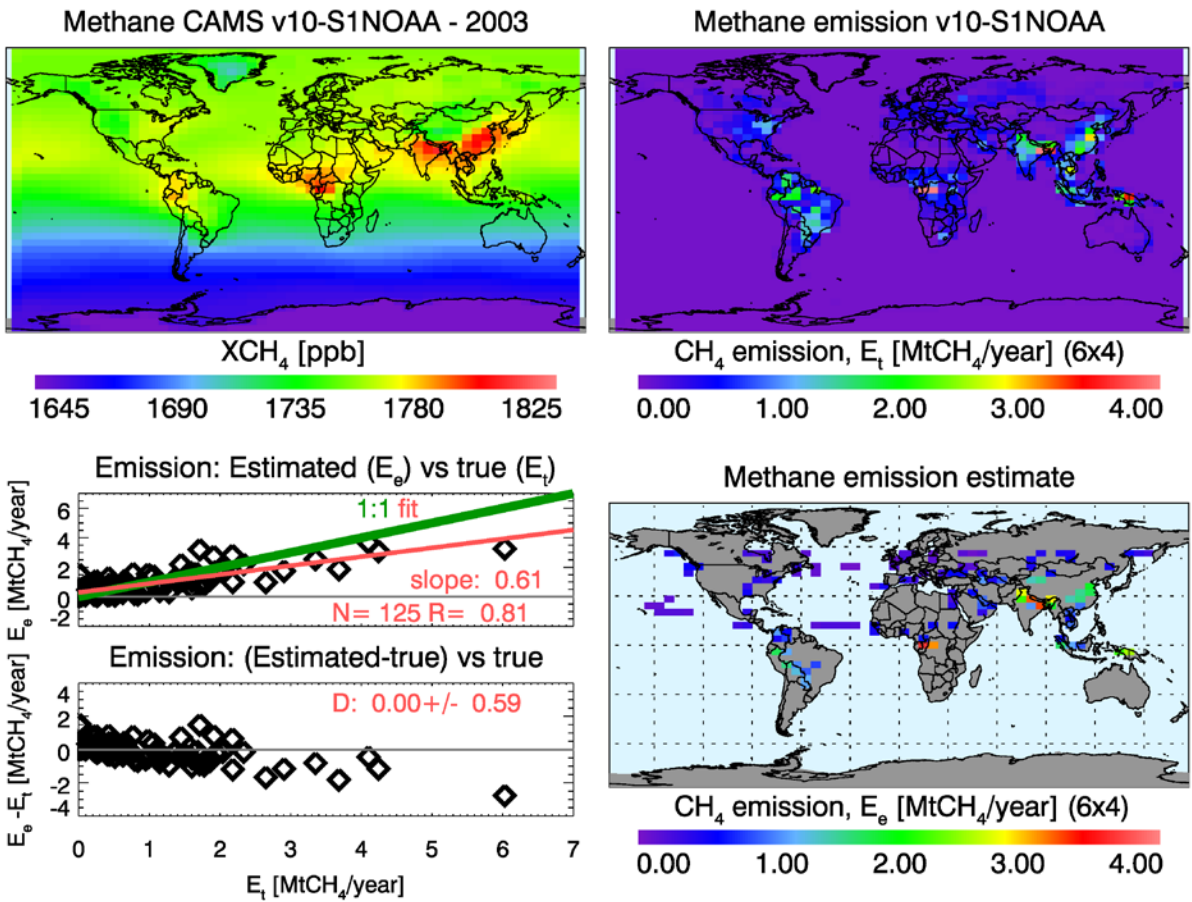 Methane CAMS v10-S1NOAA - 2003
XCH₄ [ppb]
1645 1690 1735 1780 1825
Methane emission v10-S1NOAA
CH₄ emission, Eₜ [MtCH₄/year] (6x4)
0.00 1.00 2.00 3.00 4.00
Emission: Estimated (Eₑ) vs true (Eₜ)
Eₑ [MtCH₄/year]
6
4
2
0
-2
1:1 fit
slope: 0.61
N= 125 R= 0.81
Emission: (Estimated-true) vs true
Eₑ -Eₜ [MtCH₄/year]
4
2
0
-2
-4
D: 0.00+/- 0.59
0 1 2 3 4 5 6 7
Eₜ [MtCH₄/year]
Methane emission estimate
CH₄ emission, Eₑ [MtCH₄/year] (6x4)
0.00 1.00 2.00 3.00 4.00